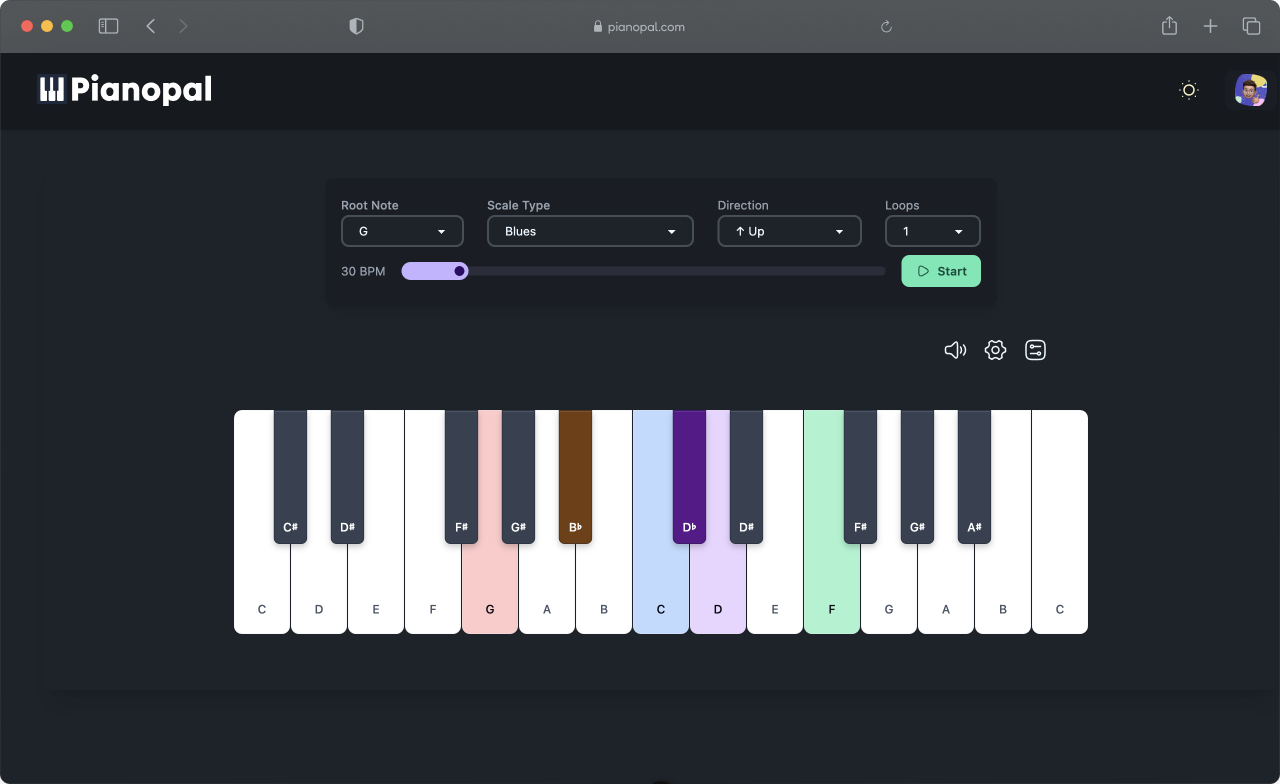 pianopal.com
Pianopal
Root Note Scale Type Direction Loops
G Blues ↑ Up 1
30 BPM Start
C# D# F# G# B♭ D♭ D# F# G# A#
C D E F G A B C D E F G A B C